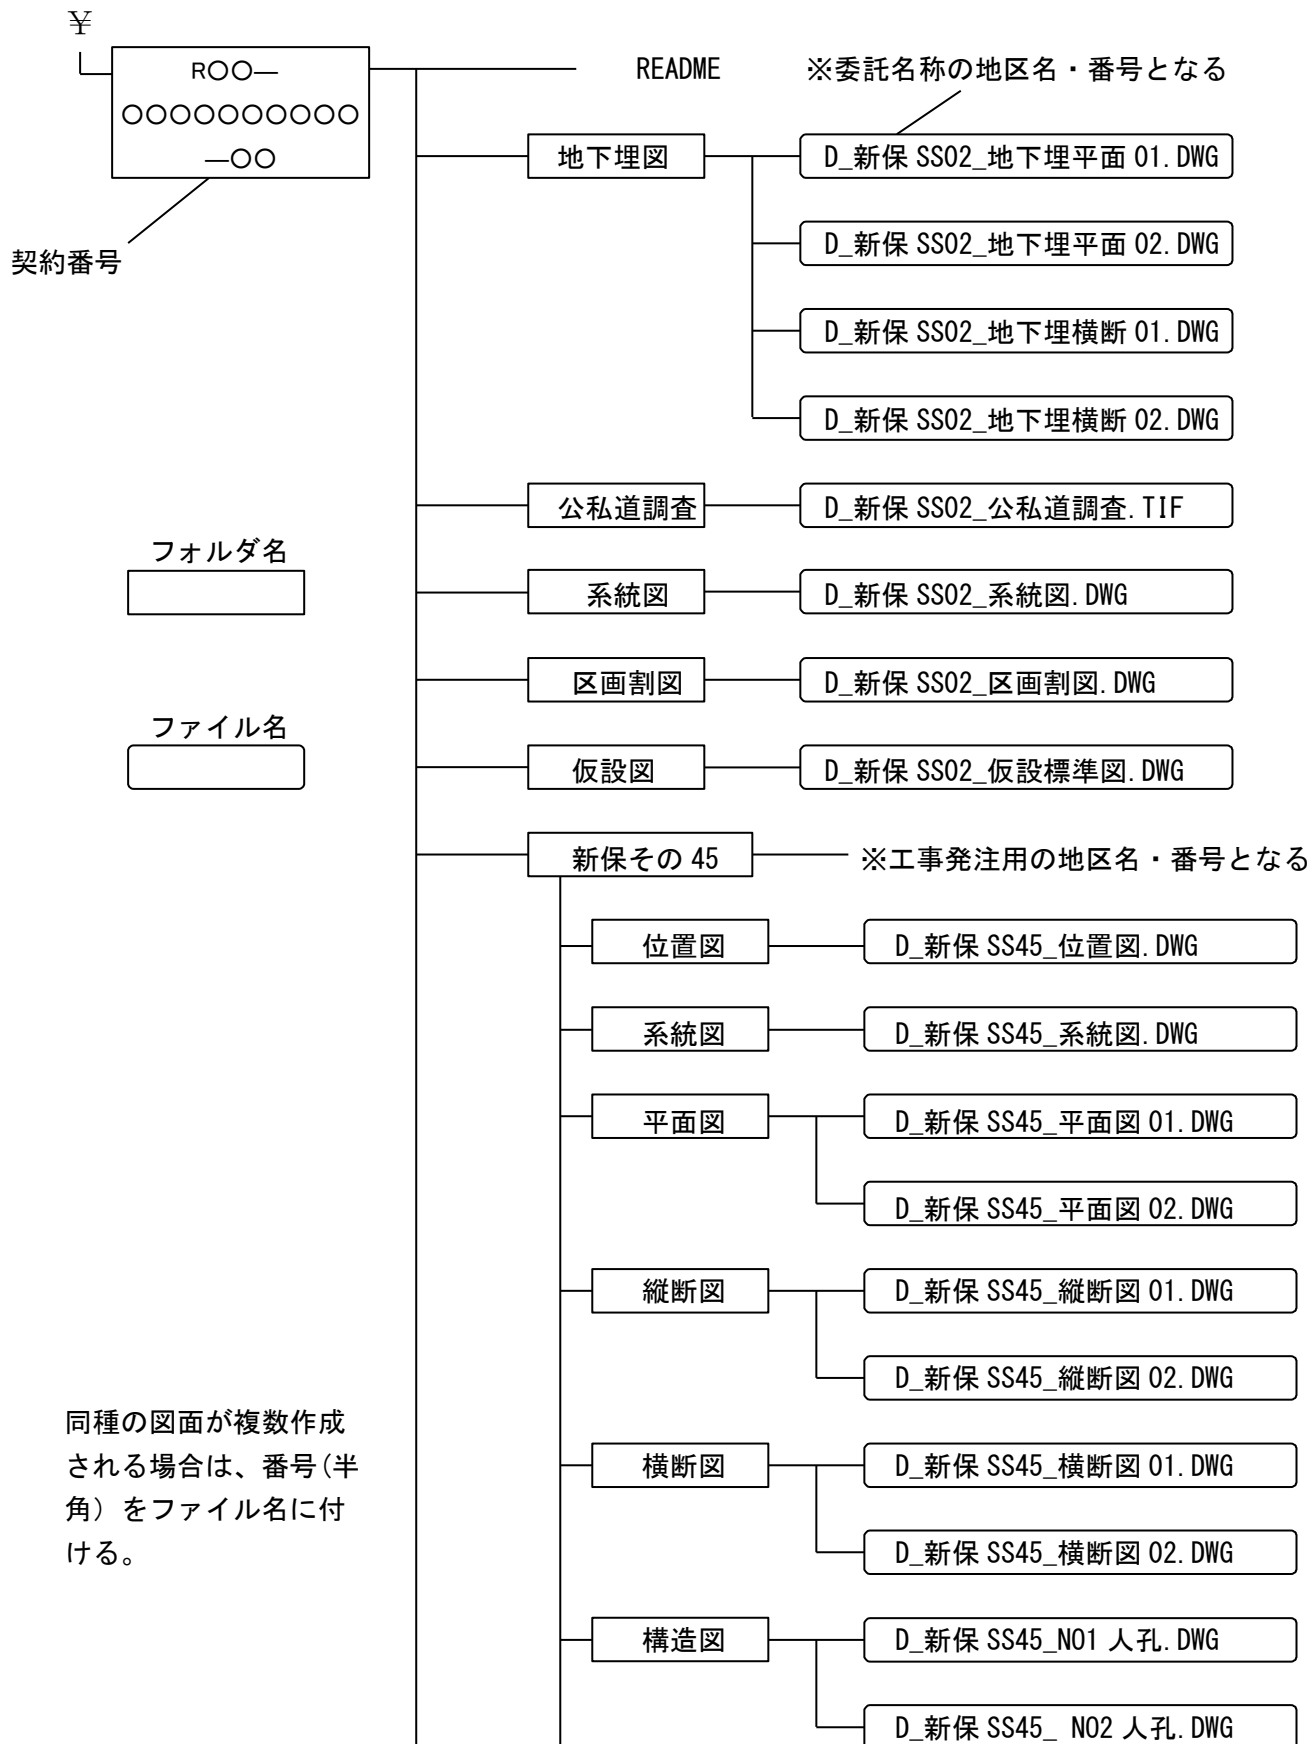 ¥
R〇〇―
〇〇〇〇〇〇〇〇〇〇
―〇〇
README
※委託名称の地区名・番号となる
契約番号
地下埋図
D_新保 SS02_地下埋平面 01.DWG
D_新保 SS02_地下埋平面 02.DWG
D_新保 SS02_地下埋横断 01.DWG
D_新保 SS02_地下埋横断 02.DWG
公私道調査
D_新保 SS02_公私道調査.TIF
フォルダ名
系統図
D_新保 SS02_系統図.DWG
区画割図
D_新保 SS02_区画割図.DWG
ファイル名
仮設図
D_新保 SS02_仮設標準図.DWG
新保その 45
※工事発注用の地区名・番号となる
位置図
D_新保 SS45_位置図.DWG
系統図
D_新保 SS45_系統図.DWG
平面図
D_新保 SS45_平面図 01.DWG
D_新保 SS45_平面図 02.DWG
縦断図
D_新保 SS45_縦断図 01.DWG
D_新保 SS45_縦断図 02.DWG
同種の図面が複数作成
される場合は、番号(半
角）をファイル名に付
ける。
横断図
D_新保 SS45_横断図 01.DWG
D_新保 SS45_横断図 02.DWG
構造図
D_新保 SS45_NO1 人孔.DWG
D_新保 SS45_ NO2 人孔.DWG